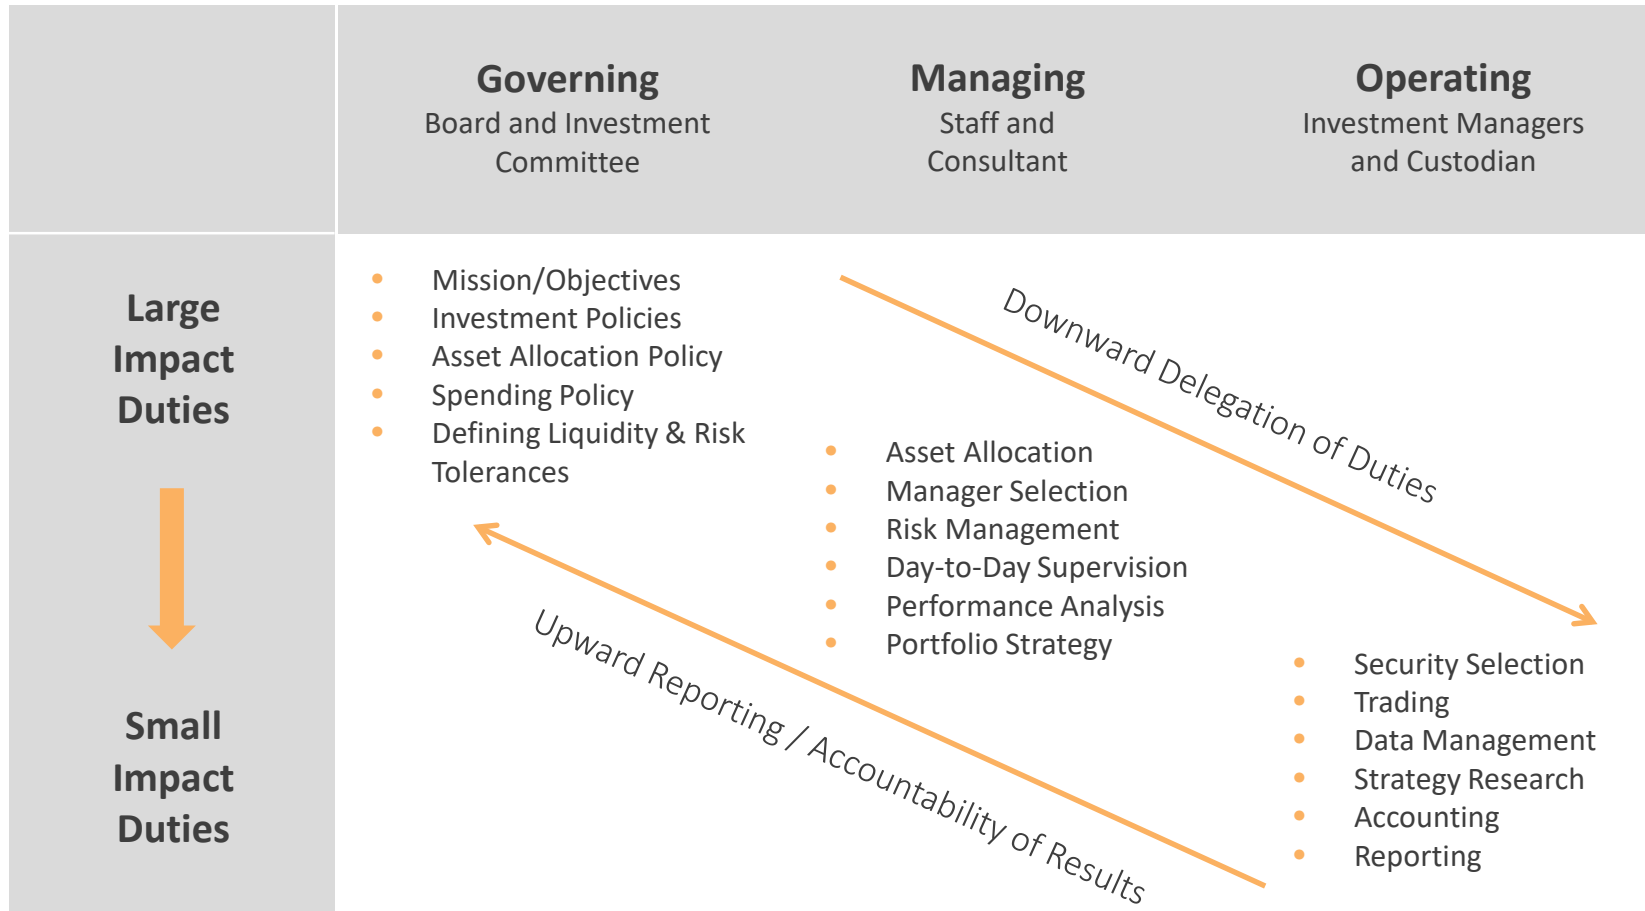 Governing
Board and Investment
Committee
Managing
Staff and
Consultant
Operating
Investment Managers
and Custodian
Large
Impact
Duties
Small
Impact
Duties
• Mission/Objectives
• Investment Policies
• Asset Allocation Policy
• Spending Policy
• Defining Liquidity & Risk
Tolerances
Downward Delegation of Duties
• Asset Allocation
• Manager Selection
• Risk Management
• Day-to-Day Supervision
• Performance Analysis
• Portfolio Strategy
Upward Reporting / Accountability of Results
• Security Selection
• Trading
• Data Management
• Strategy Research
• Accounting
• Reporting